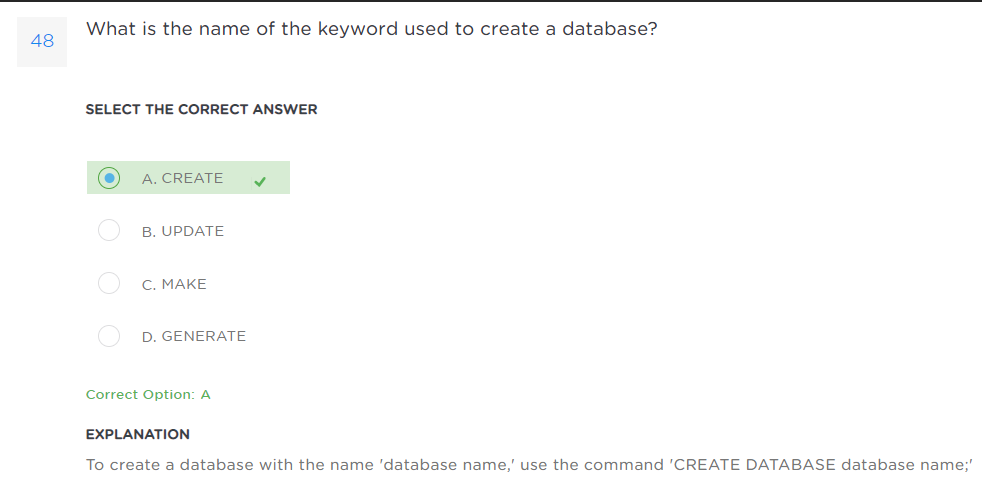 48
What is the name of the keyword used to create a database?
SELECT THE CORRECT ANSWER
A. CREATE
B. UPDATE
C. MAKE
D. GENERATE
Correct Option: A
EXPLANATION
To create a database with the name 'database name,' use the command 'CREATE DATABASE database name;'